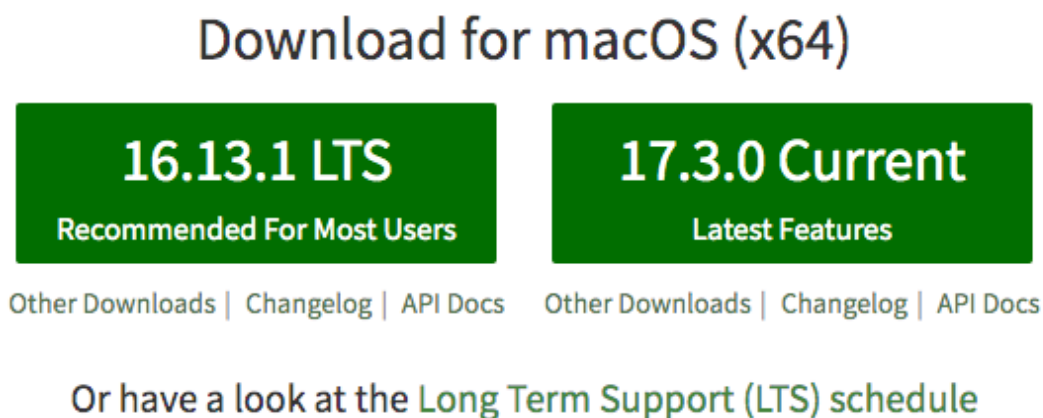 Download for macOS (x64)
16.13.1 LTS
Recommended For Most Users
17.3.0 Current
Latest Features
Other Downloads | Changelog | API Docs
Other Downloads | Changelog | API Docs
Or have a look at the Long Term Support (LTS) schedule